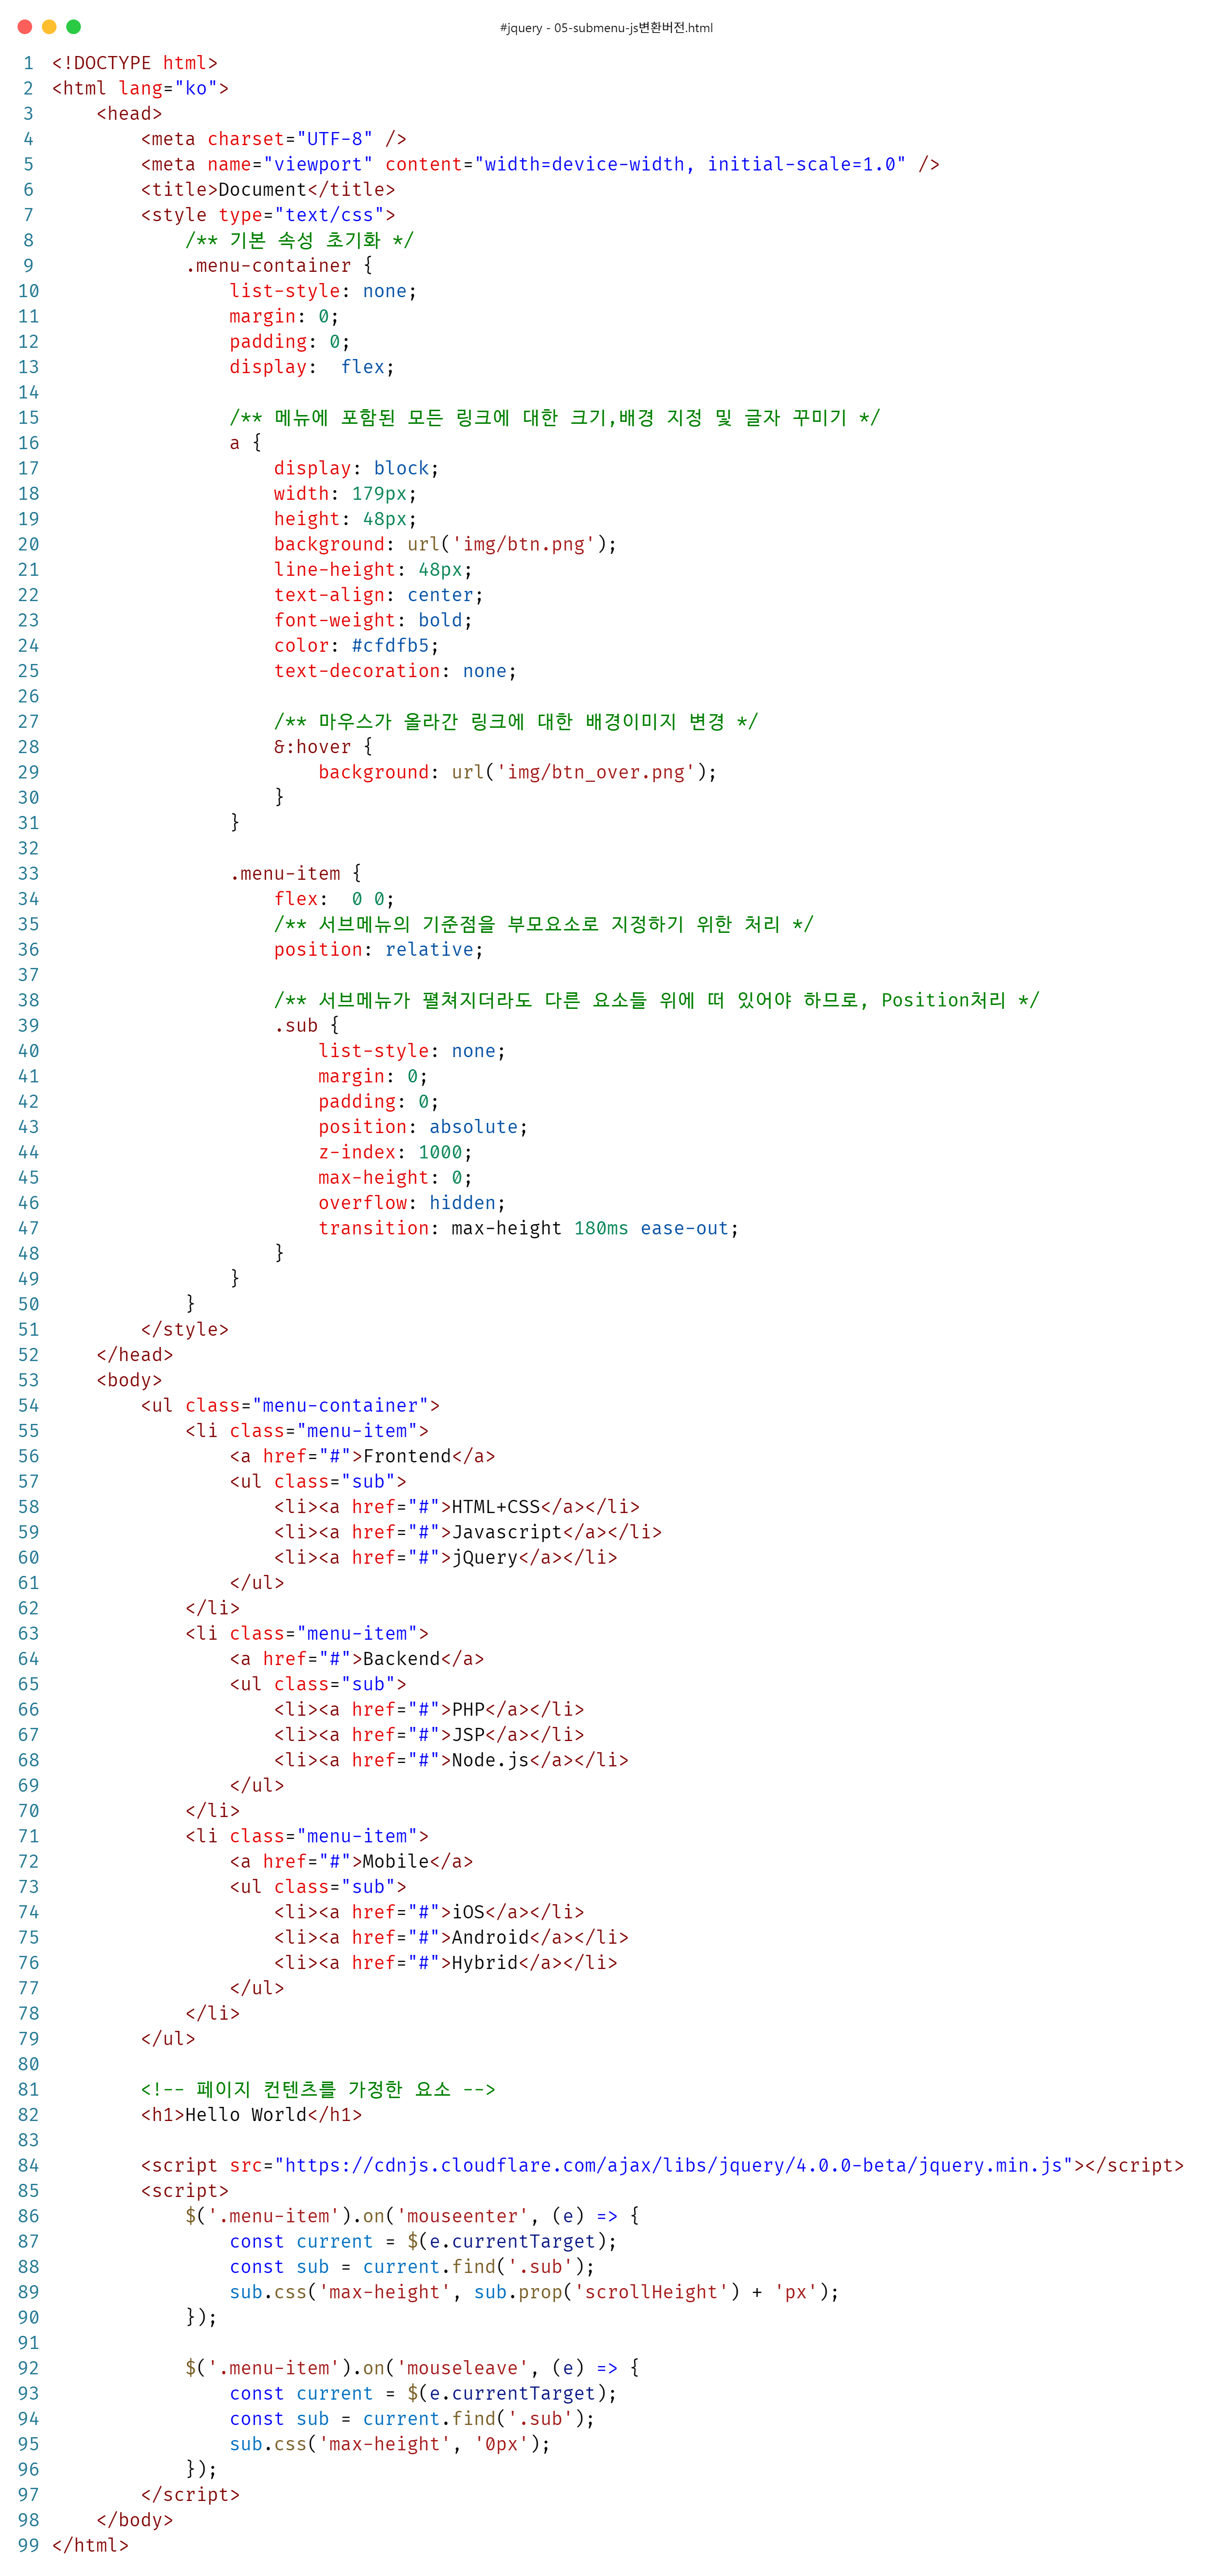 #jquery - 05-submenu-js변환버전.html
1 <!DOCTYPE html>
2 <html lang="ko">
3     <head>
4         <meta charset="UTF-8" />
5         <meta name="viewport" content="width=device-width, initial-scale=1.0" />
6         <title>Document</title>
7         <style type="text/css">
8             /** 기본 속성 초기화 */
9             .menu-container {
10                 list-style: none;
11                 margin: 0;
12                 padding: 0;
13                 display:  flex;
14
15                 /** 메뉴에 포함된 모든 링크에 대한 크기,배경 지정 및 글자 꾸미기 */
16                 a {
17                     display: block;
18                     width: 179px;
19                     height: 48px;
20                     background: url('img/btn.png');
21                     line-height: 48px;
22                     text-align: center;
23                     font-weight: bold;
24                     color: #cfdfb5;
25                     text-decoration: none;
26
27                     /** 마우스가 올라간 링크에 대한 배경이미지 변경 */
28                     &:hover {
29                         background: url('img/btn_over.png');
30                     }
31                 }
32
33                 .menu-item {
34                     flex:  0 0;
35                     /** 서브메뉴의 기준점을 부모요소로 지정하기 위한 처리 */
36                     position: relative;
37
38                     /** 서브메뉴가 펼쳐지더라도 다른 요소들 위에 떠 있어야 하므로, Position처리 */
39                     .sub {
40                         list-style: none;
41                         margin: 0;
42                         padding: 0;
43                         position: absolute;
44                         z-index: 1000;
45                         max-height: 0;
46                         overflow: hidden;
47                         transition: max-height 180ms ease-out;
48                     }
49                 }
50             }
51         </style>
52     </head>
53     <body>
54         <ul class="menu-container">
55             <li class="menu-item">
56                 <a href="#">Frontend</a>
57                 <ul class="sub">
58                     <li><a href="#">HTML+CSS</a></li>
59                     <li><a href="#">Javascript</a></li>
60                     <li><a href="#">jQuery</a></li>
61                 </ul>
62             </li>
63             <li class="menu-item">
64                 <a href="#">Backend</a>
65                 <ul class="sub">
66                     <li><a href="#">PHP</a></li>
67                     <li><a href="#">JSP</a></li>
68                     <li><a href="#">Node.js</a></li>
69                 </ul>
70             </li>
71             <li class="menu-item">
72                 <a href="#">Mobile</a>
73                 <ul class="sub">
74                     <li><a href="#">iOS</a></li>
75                     <li><a href="#">Android</a></li>
76                     <li><a href="#">Hybrid</a></li>
77                 </ul>
78             </li>
79         </ul>
80
81         <!-- 페이지 컨텐츠를 가정한 요소 -->
82         <h1>Hello World</h1>
83
84         <script src="https://cdnjs.cloudflare.com/ajax/libs/jquery/4.0.0-beta/jquery.min.js"></script>
85         <script>
86             $('.menu-item').on('mouseenter', (e) => {
87                 const current = $(e.currentTarget);
88                 const sub = current.find('.sub');
89                 sub.css('max-height', sub.prop('scrollHeight') + 'px');
90             });
91
92             $('.menu-item').on('mouseleave', (e) => {
93                 const current = $(e.currentTarget);
94                 const sub = current.find('.sub');
95                 sub.css('max-height', '0px');
96             });
97         </script>
98     </body>
99 </html>